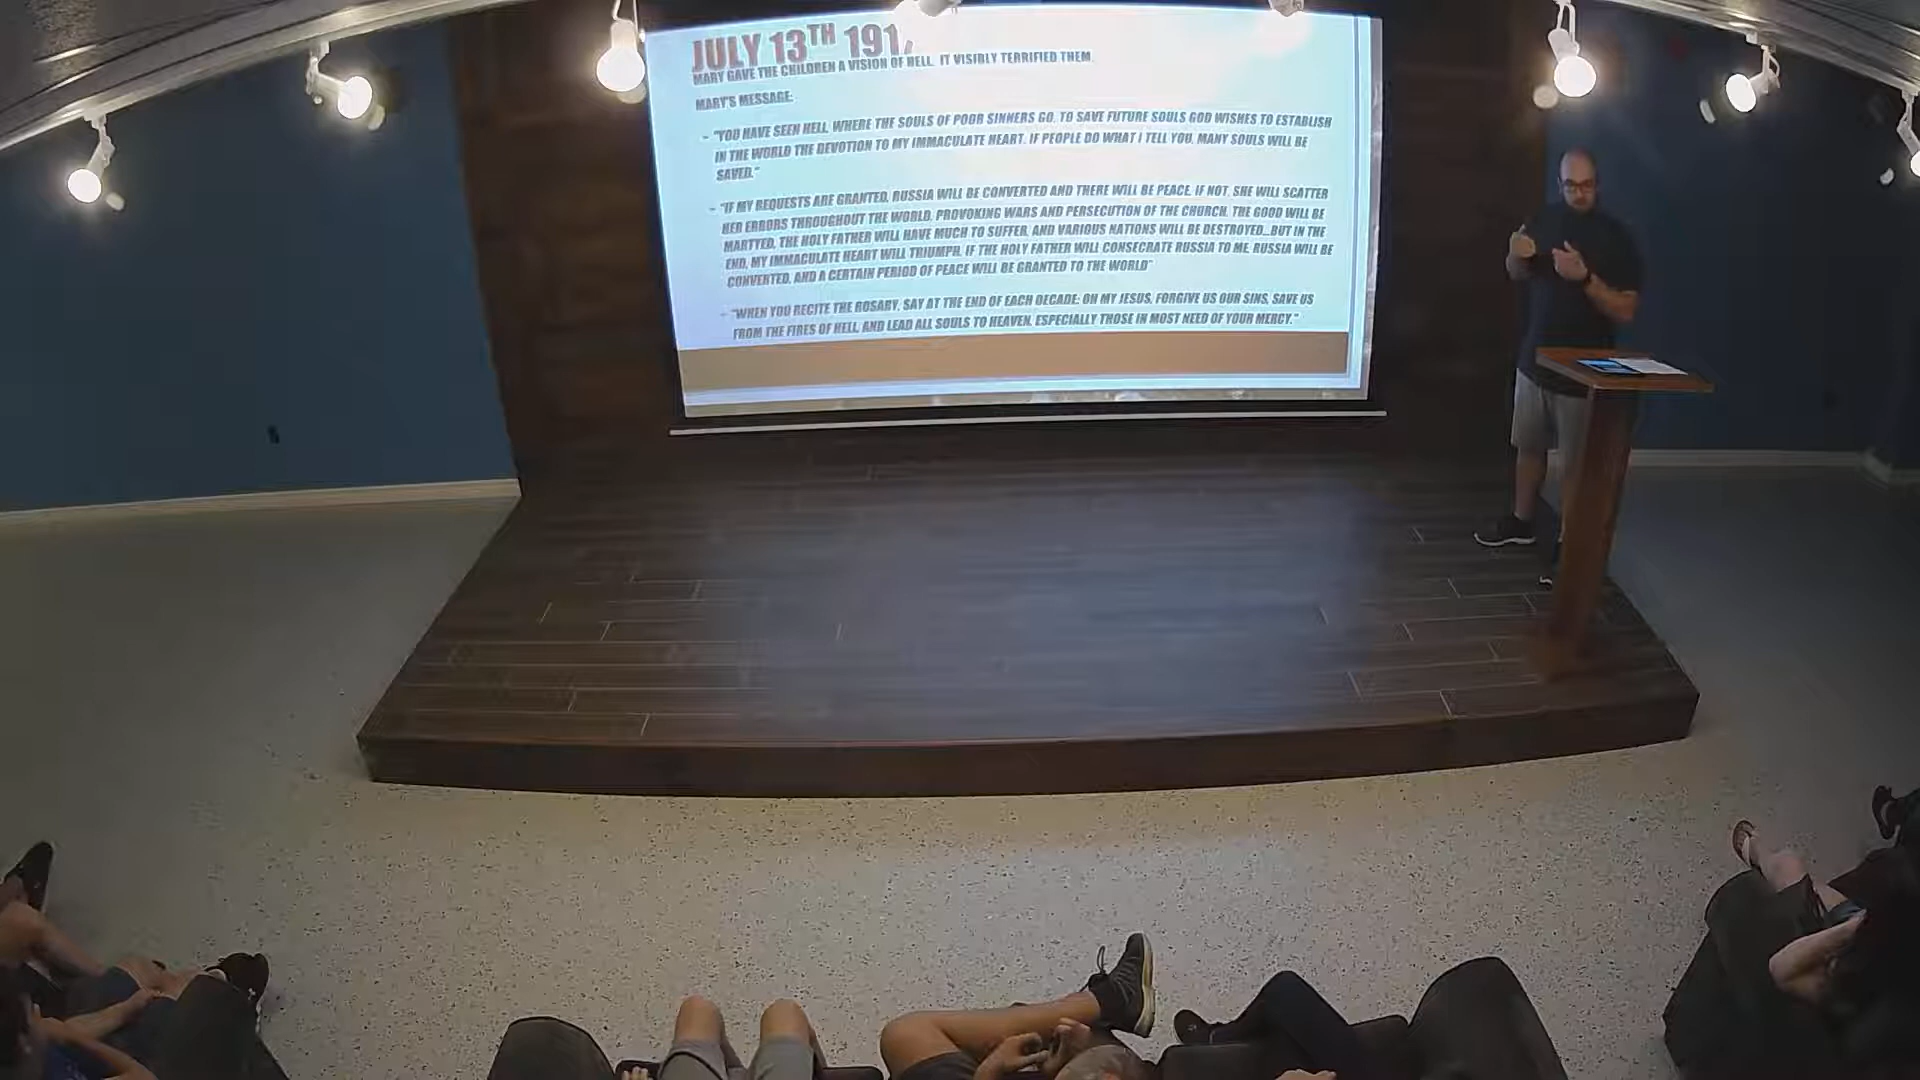 JULY 13TH 1917
MARY GAVE THE CHILDREN A VISION OF HELL. IT VISIBLY TERRIFIED THEM.
MARY'S MESSAGE:
- "YOU HAVE SEEN HELL, WHERE THE SOULS OF POOR SINNERS GO. TO SAVE FUTURE SOULS GOD WISHES TO ESTABLISH
IN THE WORLD THE DEVOTION TO MY IMMACULATE HEART. IF PEOPLE DO WHAT I TELL YOU, MANY SOULS WILL BE
SAVED."
- "IF MY REQUESTS ARE GRANTED, RUSSIA WILL BE CONVERTED AND THERE WILL BE PEACE. IF NOT, SHE WILL SCATTER
HER ERRORS THROUGHOUT THE WORLD, PROVOKING WARS AND PERSECUTION OF THE CHURCH. THE GOOD WILL BE
MARTYED, THE HOLY FATHER WILL HAVE MUCH TO SUFFER, AND VARIOUS NATIONS WILL BE DESTROYED...BUT IN THE
END, MY IMMACULATE HEART WILL TRIUMPH. IF THE HOLY FATHER WILL CONSECRATE RUSSIA TO ME, RUSSIA WILL BE
CONVERTED, AND A CERTAIN PERIOD OF PEACE WILL BE GRANTED TO THE WORLD"
- "WHEN YOU RECITE THE ROSARY, SAY AT THE END OF EACH DECADE: OH MY JESUS, FORGIVE US OUR SINS, SAVE US
FROM THE FIRES OF HELL, AND LEAD ALL SOULS TO HEAVEN, ESPECIALLY THOSE IN MOST NEED OF YOUR MERCY."